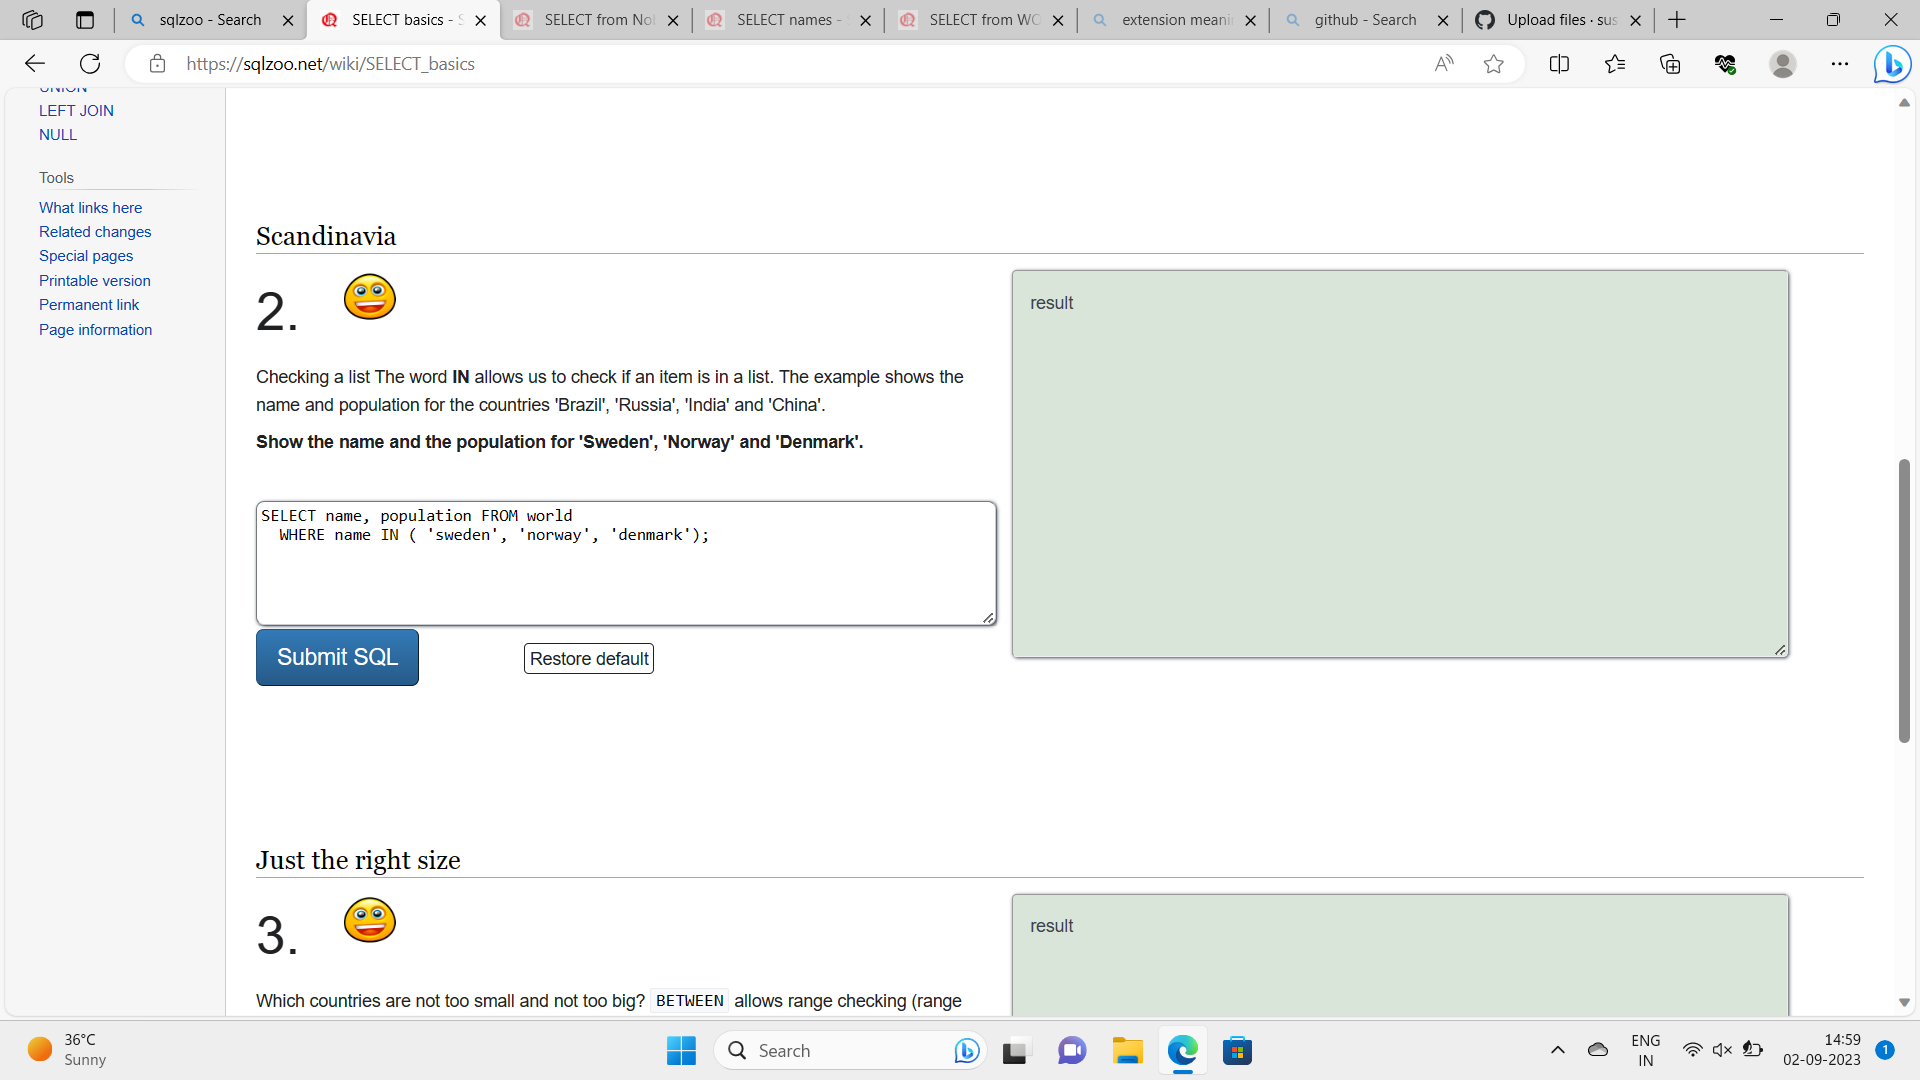 sqlzoo - Search
SELECT basics - S
SELECT from Nob
SELECT names -
SELECT from WO
extension meani
github - Search
Upload files · sus
https://sqlzoo.net/wiki/SELECT_basics
UNION
LEFT JOIN
NULL
Tools
What links here
Related changes
Special pages
Printable version
Permanent link
Page information
Scandinavia
2.
result
Checking a list The word IN allows us to check if an item is in a list. The example shows the
name and population for the countries 'Brazil', 'Russia', 'India' and 'China'.
Show the name and the population for 'Sweden', 'Norway' and 'Denmark'.
SELECT name, population FROM world
WHERE name IN ( 'sweden', 'norway', 'denmark');
Submit SQL
Restore default
Just the right size
3.
result
Which countries are not too small and not too big? BETWEEN allows range checking (range
36°C
Sunny
Search
ENG
IN
14:59
02-09-2023
1